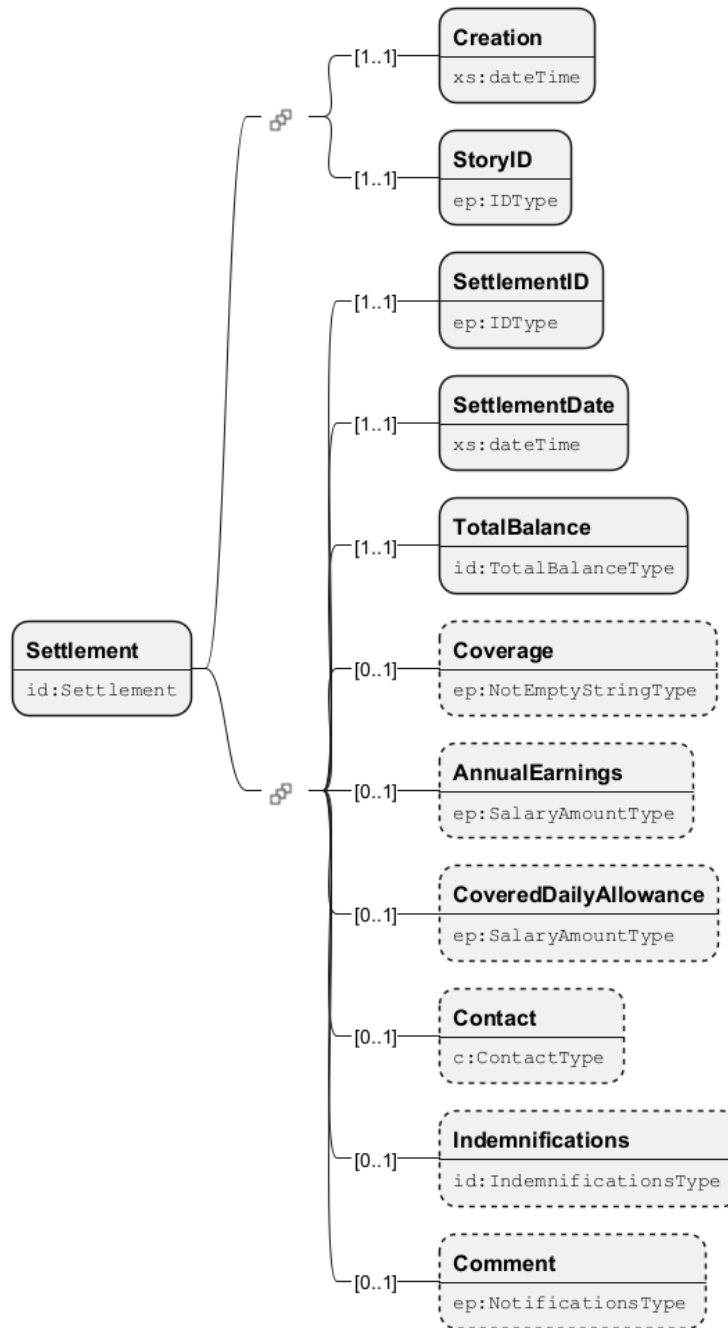 [1..1]
Creation
xs:dateTime
[1..1]
StoryID
ep:IDType
[1..1]
SettlementID
ep:IDType
[1..1]
SettlementDate
xs:dateTime
[1..1]
TotalBalance
id:TotalBalanceType
Settlement
id:Settlement
[0..1]
Coverage
ep:NotEmptyStringType
[0..1]
AnnualEarnings
ep:SalaryAmountType
[0..1]
CoveredDailyAllowance
ep:SalaryAmountType
[0..1]
Contact
c:ContactType
[0..1]
Indemnifications
id:IndemnificationsType
[0..1]
Comment
ep:NotificationsType